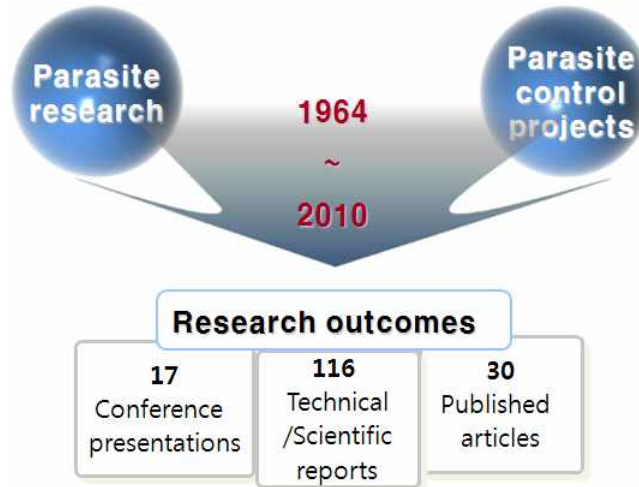 Parasite
research
Parasite
control
projects
1964
~
2010
Research outcomes
17
Conference
presentations
116
Technical
/Scientific
reports
30
Published
articles